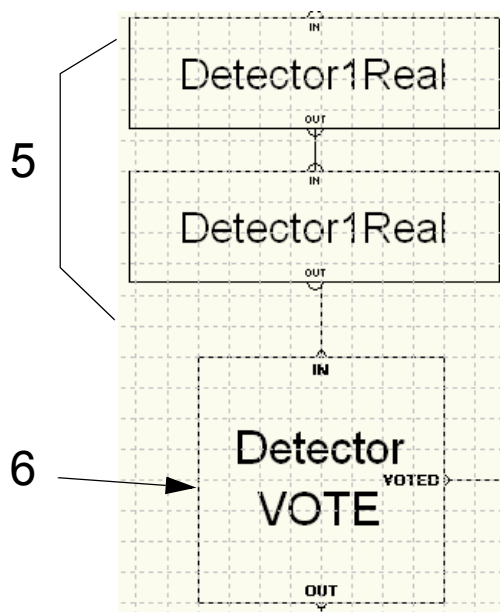 IN
Detector1Real
OUT
5
IN
Detector1Real
OUT
IN
Detector
6
VOTED
VOTE
OUT